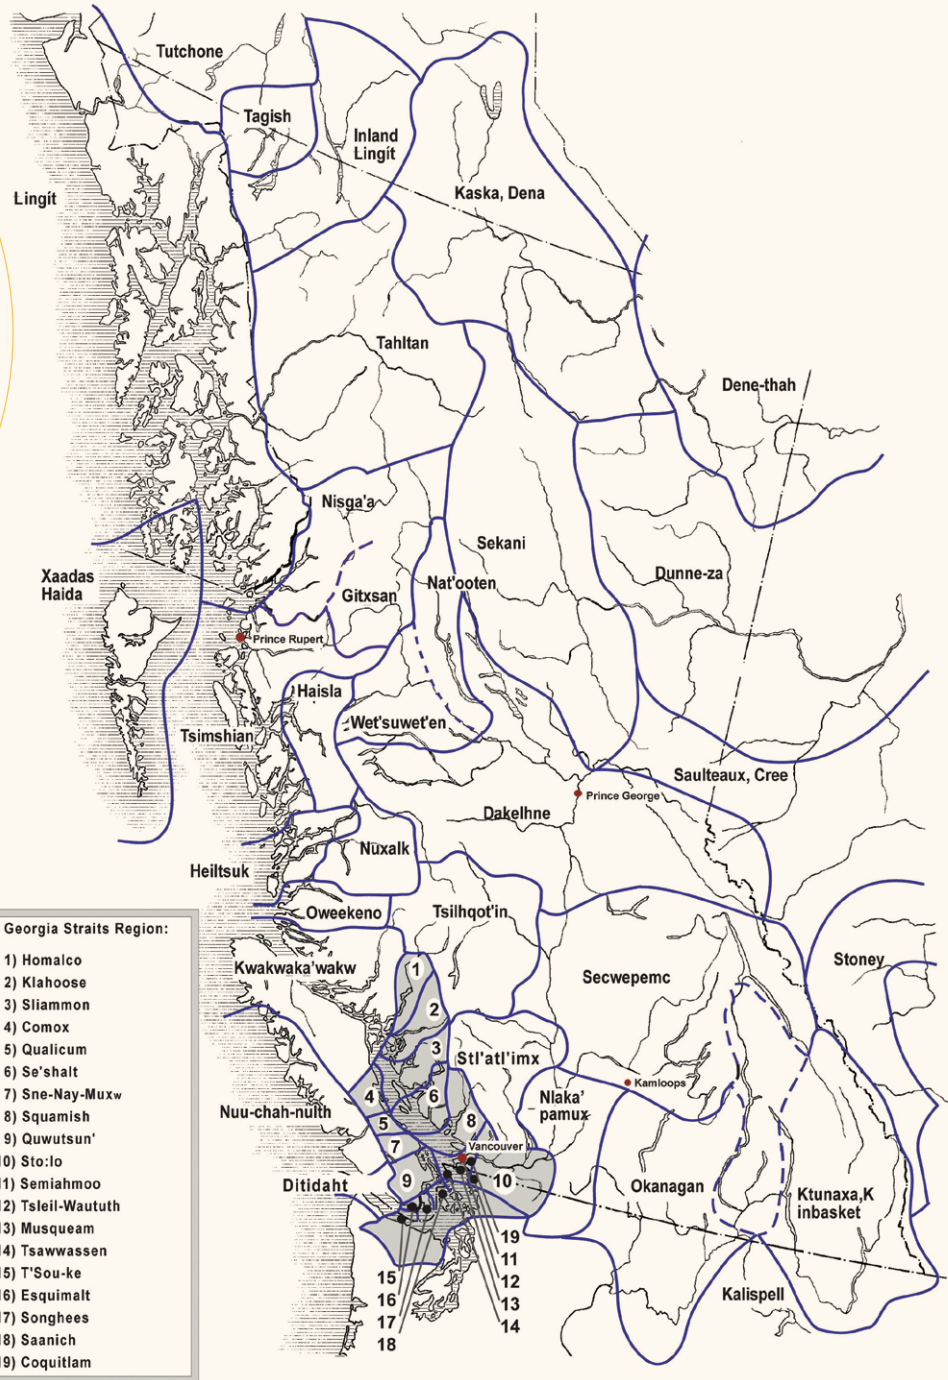 Tutchone
Tagish
Inland
Lingít
Kaska, Dena
Lingít
Tahltan
Dene-thah
Nisga'a
Sekani
Xaadas
Haida
Gitxsan
Nat'ooten
Dunne-za
Prince Rupert
Haisla
Tsimshian
Wet'suwet'en
Saulteaux, Cree
Prince George
Dakelhne
Nuxalk
Heiltsuk
Oweekeno
Tsilhqot'in
Kwakwaka'wakw
Secwepemc
Stoney
1
2
3
4
5
6
7
8
9
10
Stl'atl'imx
Kamloops
Nlaka'
pamux
Nuu-chah-nulth
Vancouver
Ditidaht
Okanagan
Ktunaxa,K
inbasket
Kalispell
15
16
17
18
19
11
12
13
14
Georgia Straits Region:
1) Homalco
2) Klahoose
3) Sliammon
4) Comox
5) Qualicum
6) Se'shalt
7) Sne-Nay-Muxw
8) Squamish
9) Quwutsun'
10) Sto:lo
11) Semiahmoo
12) Tsleil-Waututh
13) Musqueam
14) Tsawwassen
15) T'Sou-ke
16) Esquimalt
17) Songhees
18) Saanich
19) Coquitlam